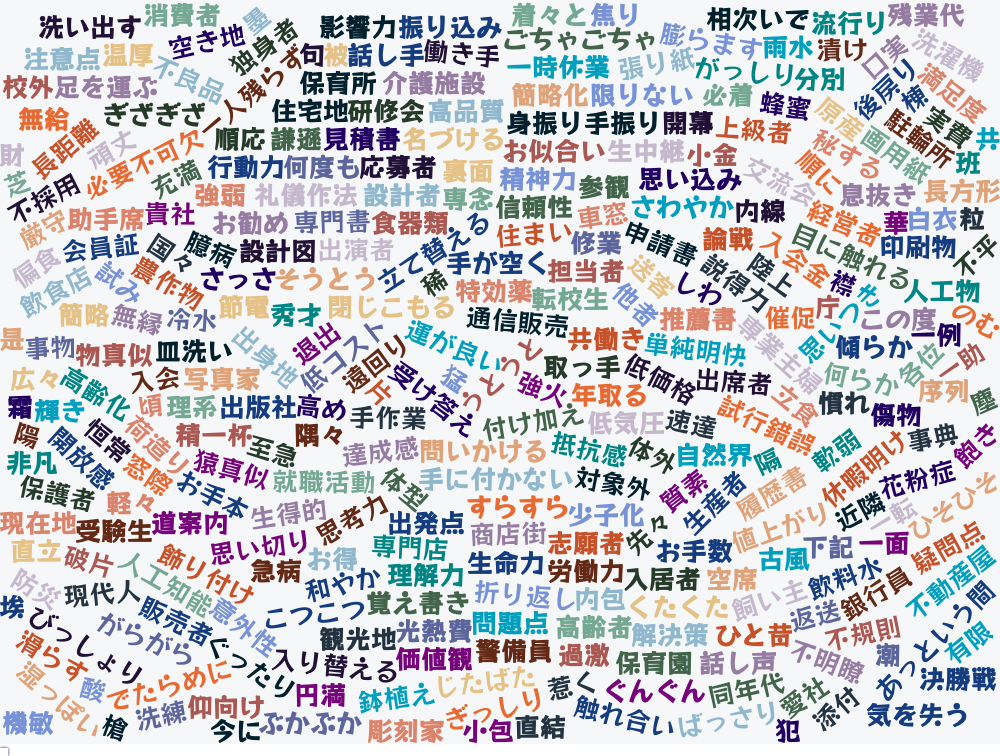 洗い出す 消費者 墨 影響力 振り込み 着々と 焦り 相次いで 流行り 残業代
注意点 温厚 空き地 独身者 句 被 話し手 働き手 ごちゃごちゃ 膨らます 雨水 漬け 口実 洗濯機
校外 足を運ぶ 不良品 一人残らず 保育所 介護施設 一時休業 張り紙 がっしり 分別 後戻り 満足度
無給 ぎざぎざ 住宅地 研修会 高品質 簡略化 限りない 必着 蜂蜜 原産 棟 実費
財 長距離 頑丈 必要不可欠 順応 謙遜 見積書 名づける 身振り手振り 開幕 上級者 画用紙 駐輪所 共
芝 不採用 充満 行動力 何度も 応募者 裏面 お似合い 生中継 小金 秘する 班
厳守 助手席 貴社 強弱 礼儀作法 設計者 専念 精神力 参観 思い込み 交流会 順に 息抜き 長方形
偏食 会員証 国々 臆病 お勧め 専門書 食器類 信頼性 車窓 さわやか 内線 経営者 華 白衣 粒
飲食店 試み 農作物 設計図 出演者 立て替える 住まい 修業 申請書 論戦 入会金 目に触れる 印刷物 不平
さっさ そうとう 稀 手が空く 担当者 送客 しわ 説得力 陸上 襟 そ 人工物
簡略 無縁 冷水 節電 秀才 閉じこもる 特効薬 転校生 他者 推薦書 催促 庁 思いこむ この度 一例 のむ
是 事物 物真似 皿洗い 出身地 退出 低コスト 運が良い 通信販売 共働き 単純明快 専業主婦 傾らか 一助
広々 高齢化 入会 写真家 遠回り 片 受け答え 猛 うとうと 取っ手 強火 低価格 出席者 何らか 各位 序列 塵
霜 輝き 頃 理系 出版社 高め 手作業 付け加え 年取る 低気圧 速達 立食 慣れ 傷物
陽 開放感 恒常 荷造り 精一杯 至急 隅々 達成感 問いかける 抵抗感 体外 自然界 隔 試行錯誤 軟弱 休暇明け 事典 飽き
非凡 窓際 猿真似 就職活動 体型 手に付かない 対象外 質素 生産者 履歴書 花粉症
保護者 軽々 お手本 生得的 思考力 出発点 すらすら 少子化 先々 値上がり 近隣 一転 ひそひそ
現在地 受験生 道案内 思い切り お得 専門店 商店街 志願者 お手数 古風 下記 一面 疑問点
直立 破片 人工知能 飾り付け 急病 和やか 理解力 生命力 労働力 入居者 空席 飼い主 飲料水 銀行員 不動産屋
防災 現代人 販売者 意外性 こつこつ 覚え書き 折り返し 内包 くたくた 返送 あっという間
埃 びっしょり がらがら ぐったり 観光地 光熱費 問題点 高齢者 解決策 ひと昔 不明瞭 不規則 有限
滑らす 酸 でたらめに 入り替える 価値観 警備員 過激 保育園 話し声 潮 決勝戦
湿っぽい 洗練 仰向け 円満 鉢植え じたばた 惹く ぐんぐん 同年代 愛社 添付
機敏 槍 今に ぷかぷか 彫刻家 ぎっしり 小包 直結 触れ合い ばっさり 犯 気を失う